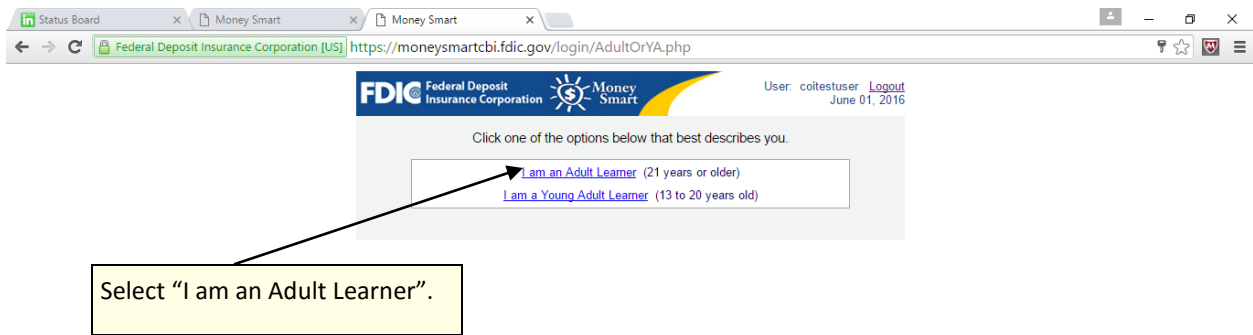 Status Board
Money Smart
Money Smart
Federal Deposit Insurance Corporation [US]
https://moneysmartcbi.fdic.gov/login/AdultOrYA.php
FDIC Federal Deposit
Insurance Corporation
Money
Smart
User: coitestuser Logout
June 01, 2016
Click one of the options below that best describes you.
I am an Adult Learner (21 years or older)
I am a Young Adult Learner (13 to 20 years old)
Select “I am an Adult Learner”.